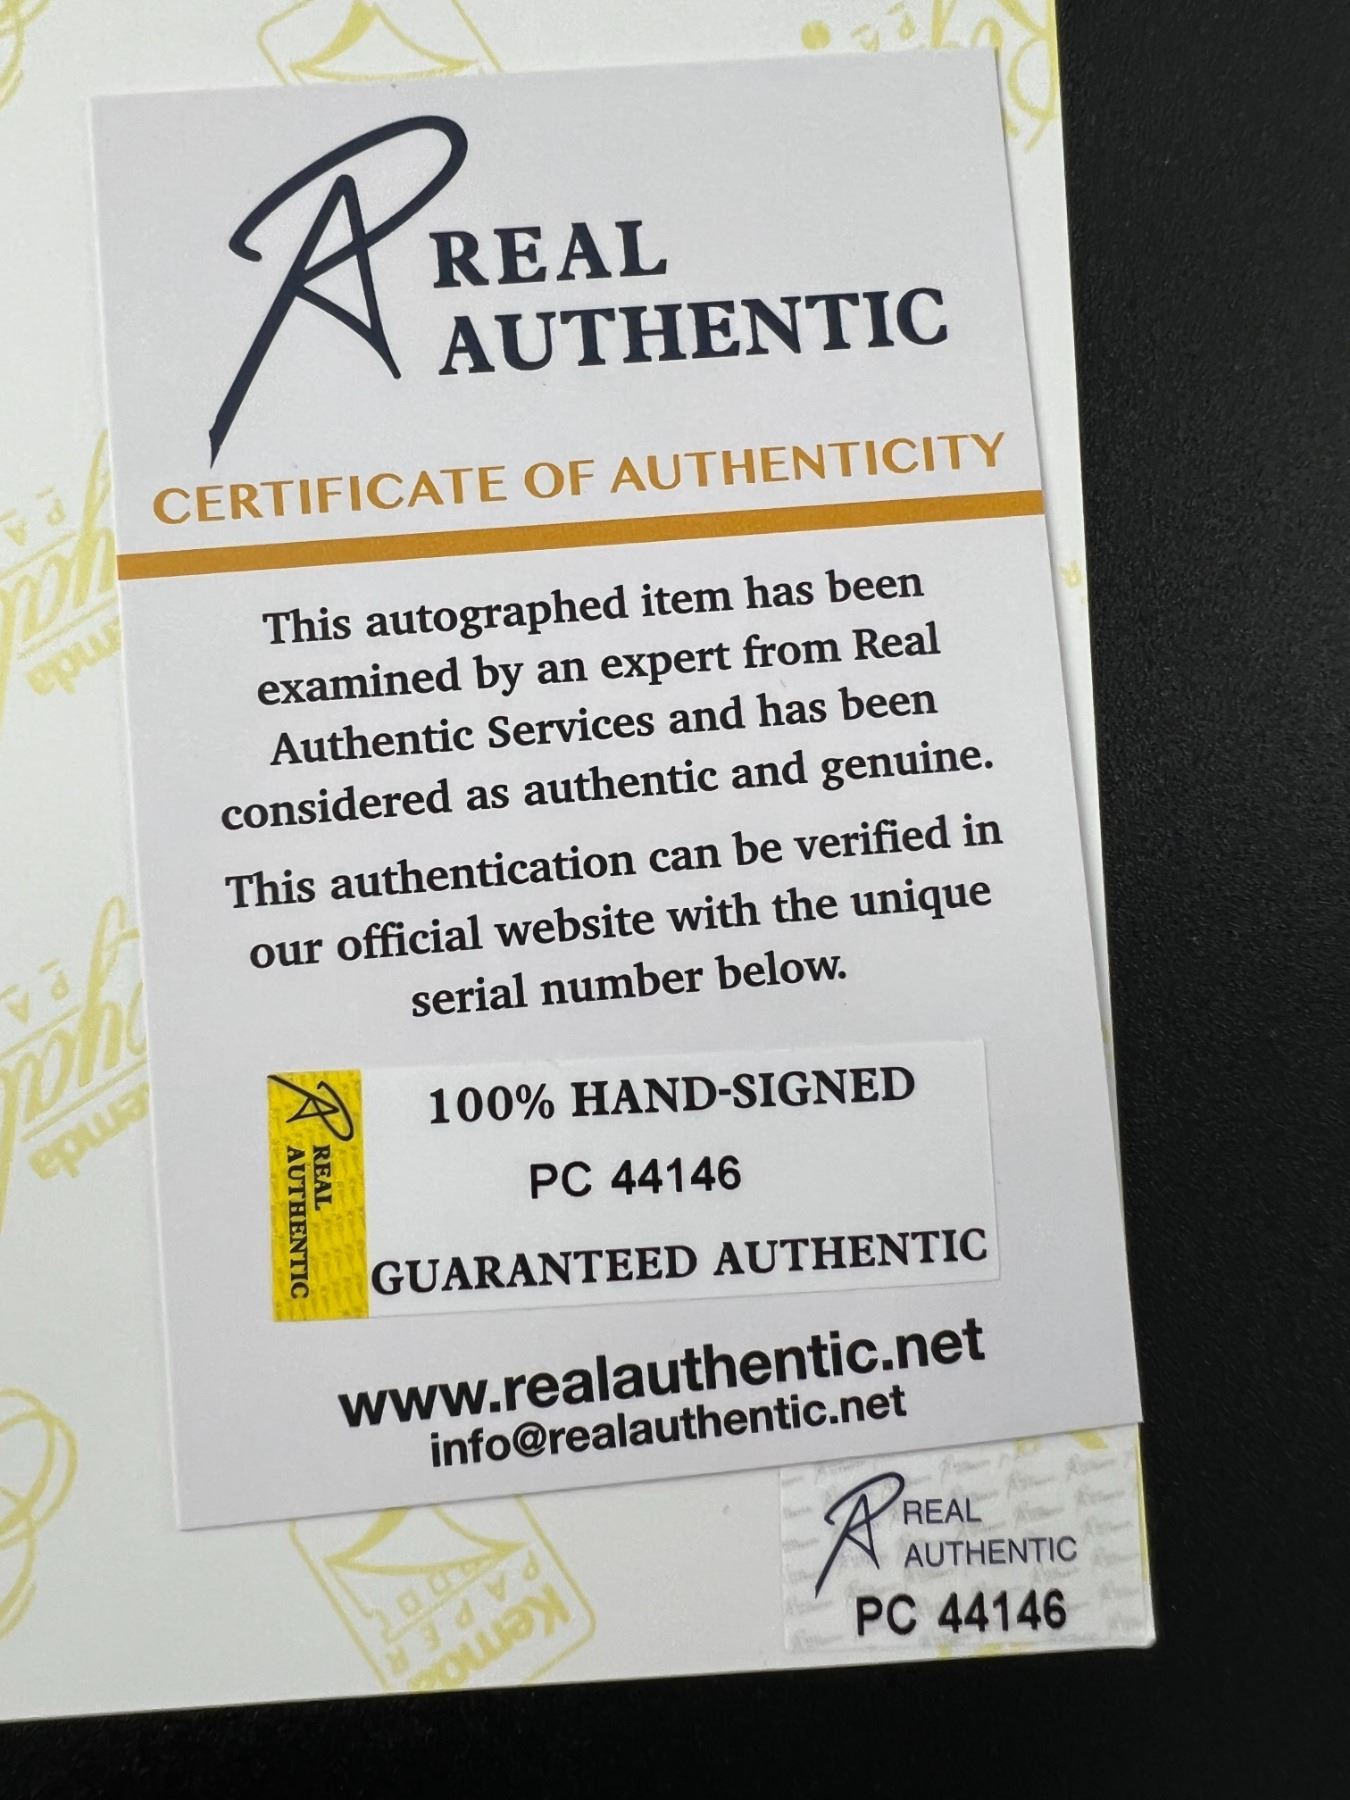 REAL
AUTHENTIC
CERTIFICATE OF AUTHENTICITY
This autographed item has been
examined by an expert from Real
Authentic Services and has been
considered as authentic and genuine.
This authentication can be verified in
our official website with the unique
serial number below.
REAL
AUTHENTIC
100% HAND-SIGNED
PC 44146
GUARANTEED AUTHENTIC
www.realauthentic.net
info@realauthentic.net
REAL
AUTHENTIC
PC 44146